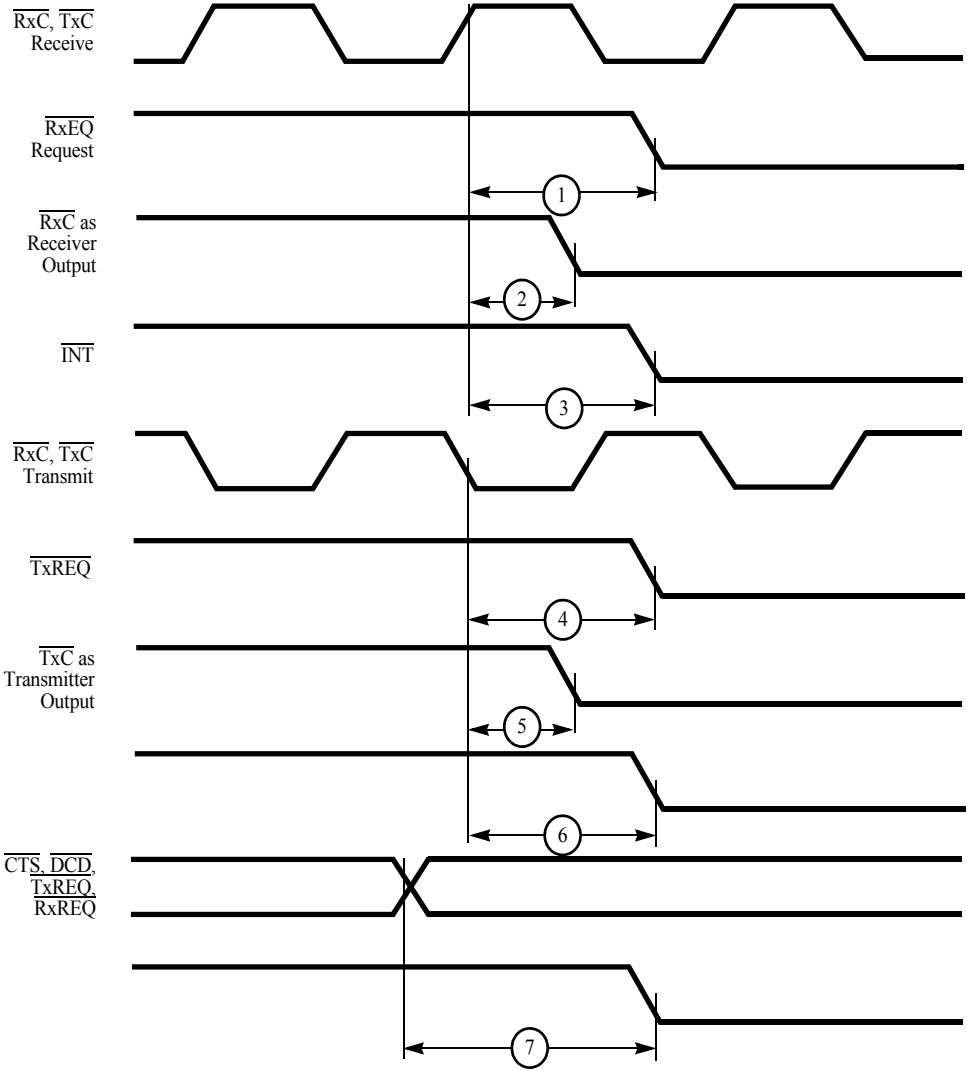 RxC, TxC
Receive
RxEQ
Request
1
RxC as
Receiver
Output
2
INT
3
RxC, TxC
Transmit
TxREQ
4
TxC as
Transmitter
Output
5
6
CTS, DCD,
TxREQ,
RxREQ
7